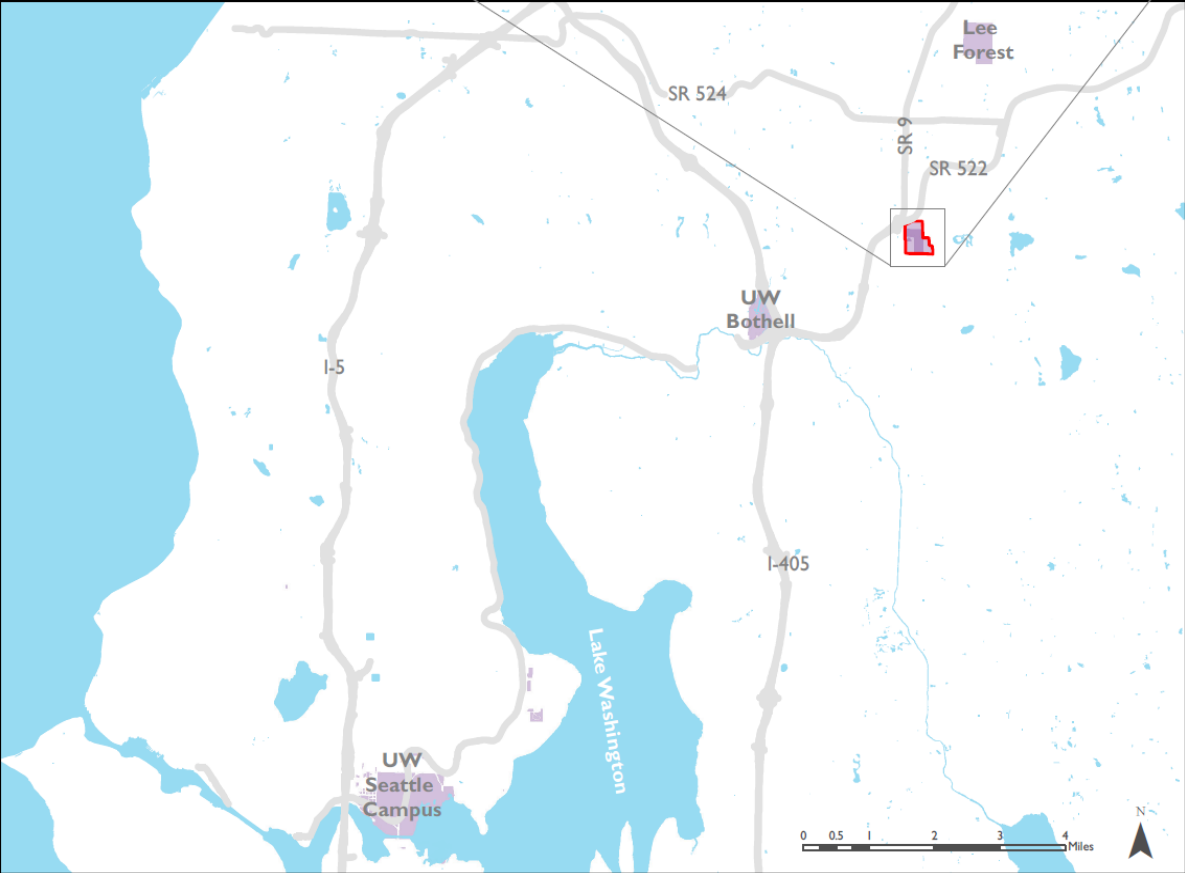 Lee
Forest
SR 524
SR 9
SR 522
UW
Bothell
I-5
I-405
Lake Washington
UW
Seattle
Campus
0 0.5 1 2 3 4
Miles
N